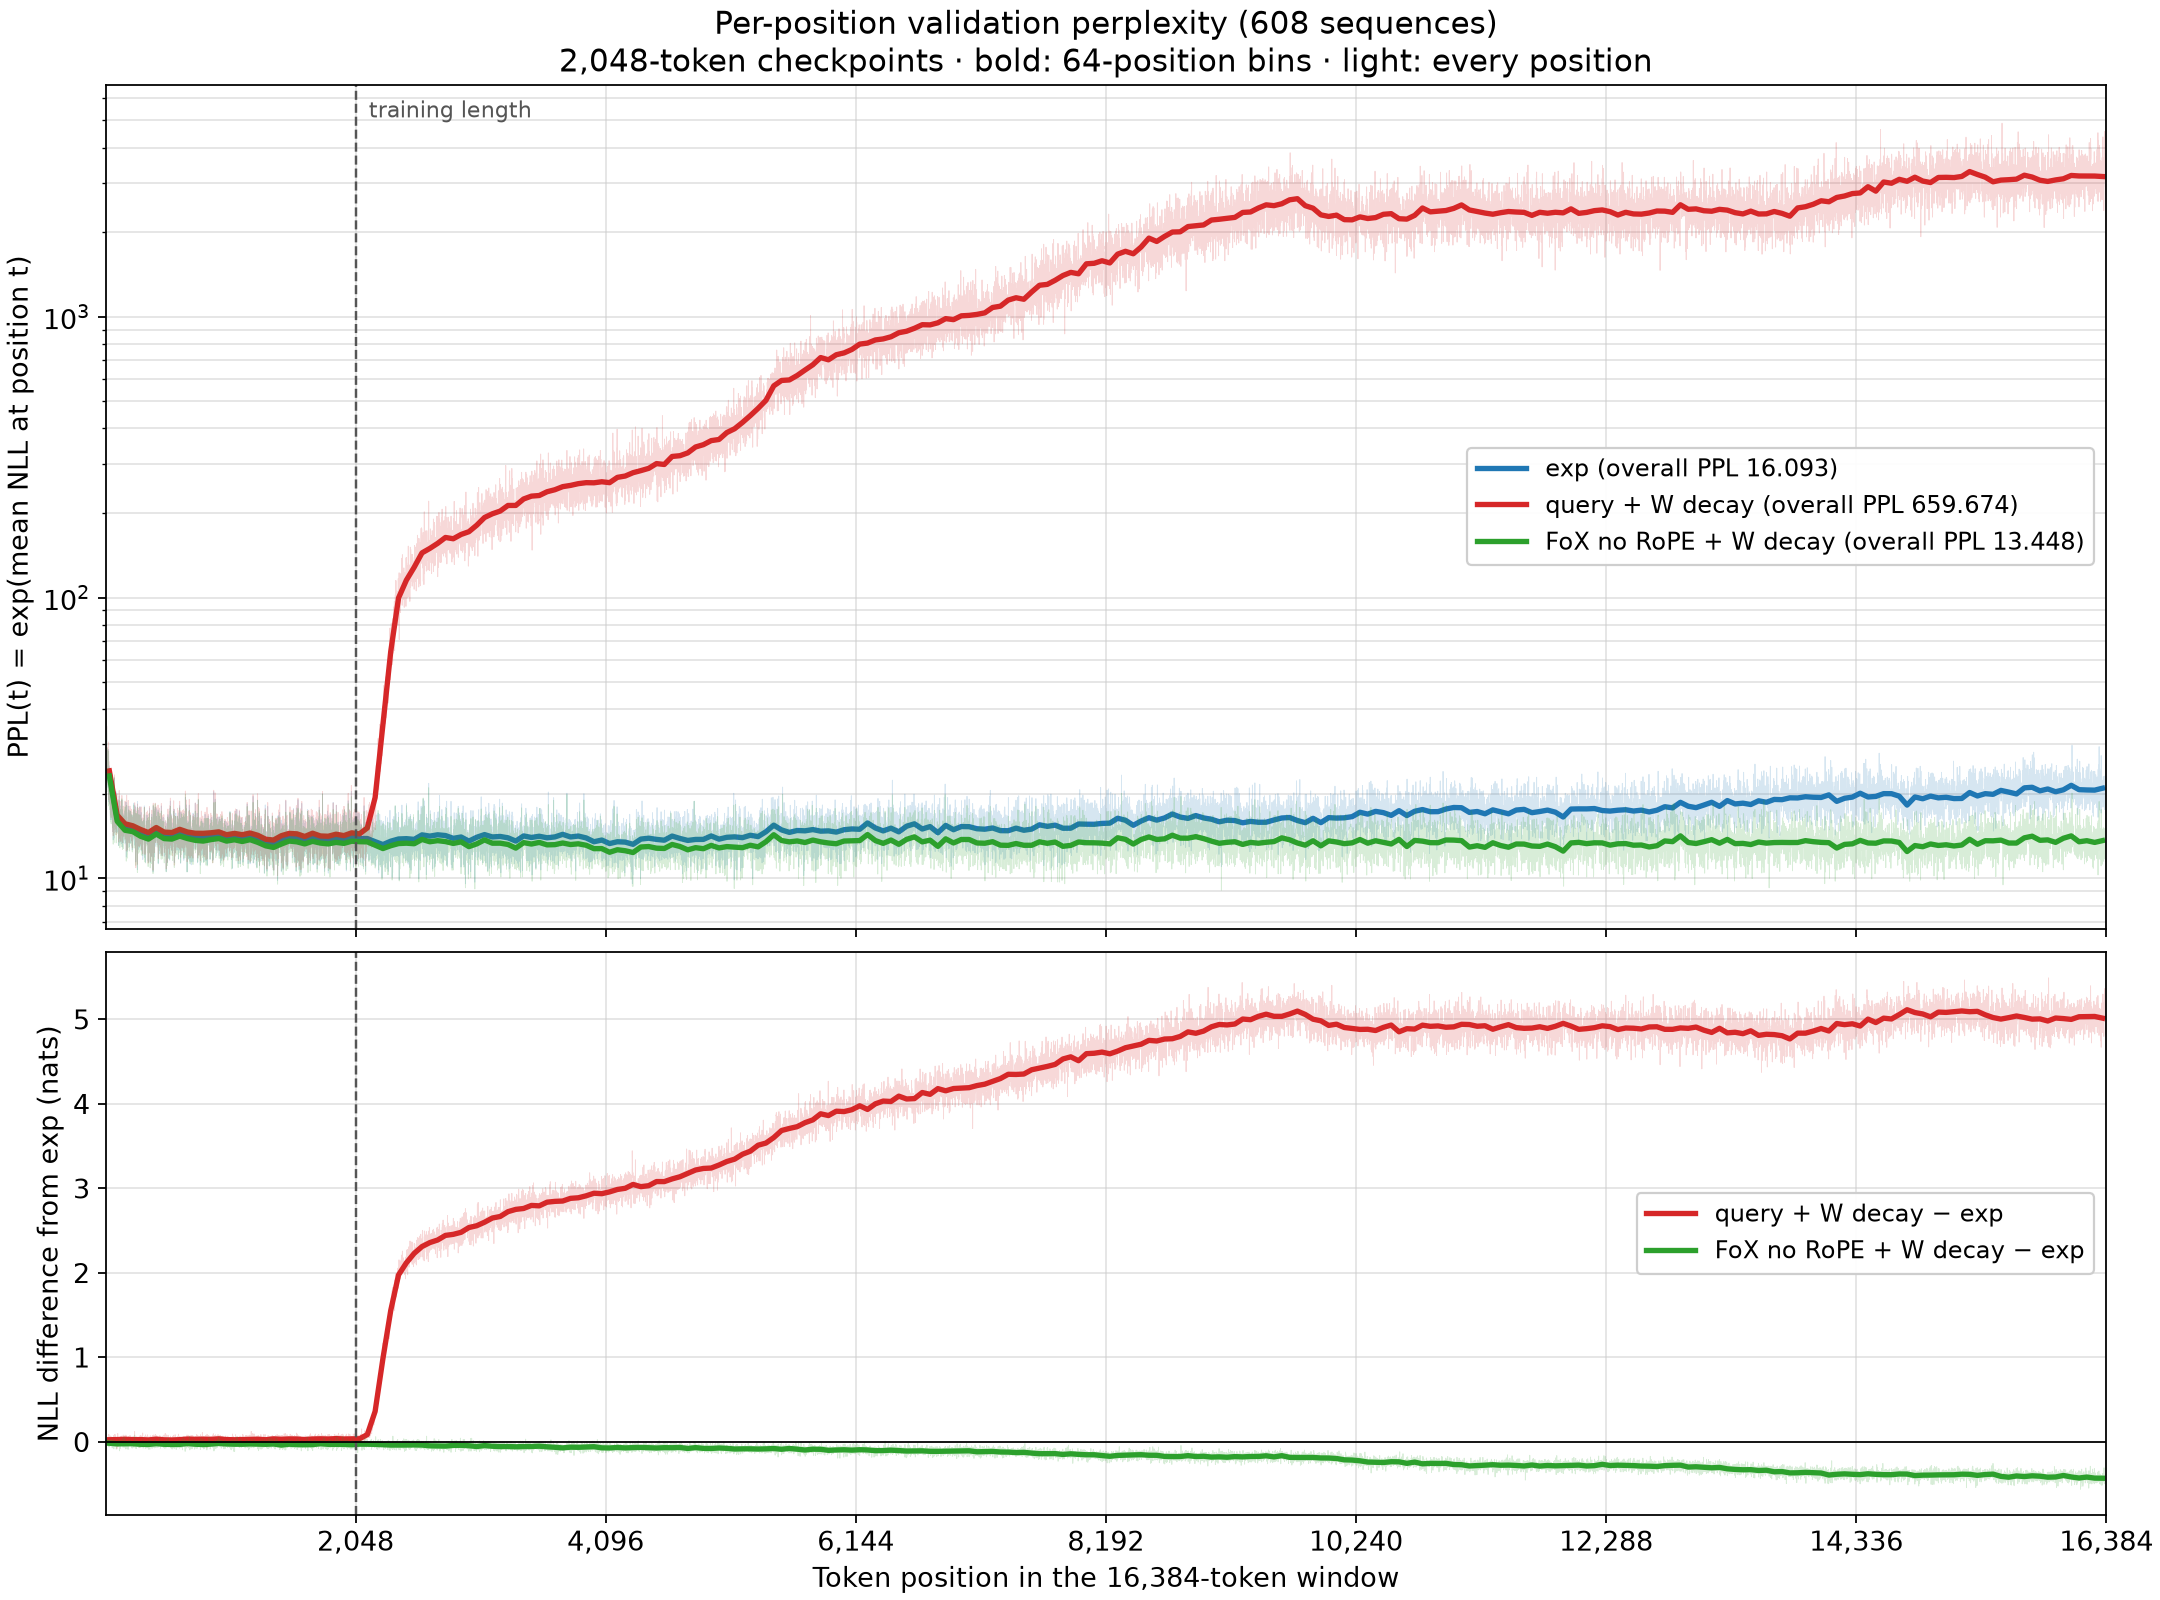 Per-position validation perplexity (608 sequences)
2,048-token checkpoints · bold: 64-position bins · light: every position
training length
PPL(t) = exp(mean NLL at position t)
10³
10²
10¹
exp (overall PPL 16.093)
query + W decay (overall PPL 659.674)
FoX no RoPE + W decay (overall PPL 13.448)
NLL difference from exp (nats)
5
4
3
2
1
0
query + W decay − exp
FoX no RoPE + W decay − exp
2,048 4,096 6,144 8,192 10,240 12,288 14,336 16,384
Token position in the 16,384-token window